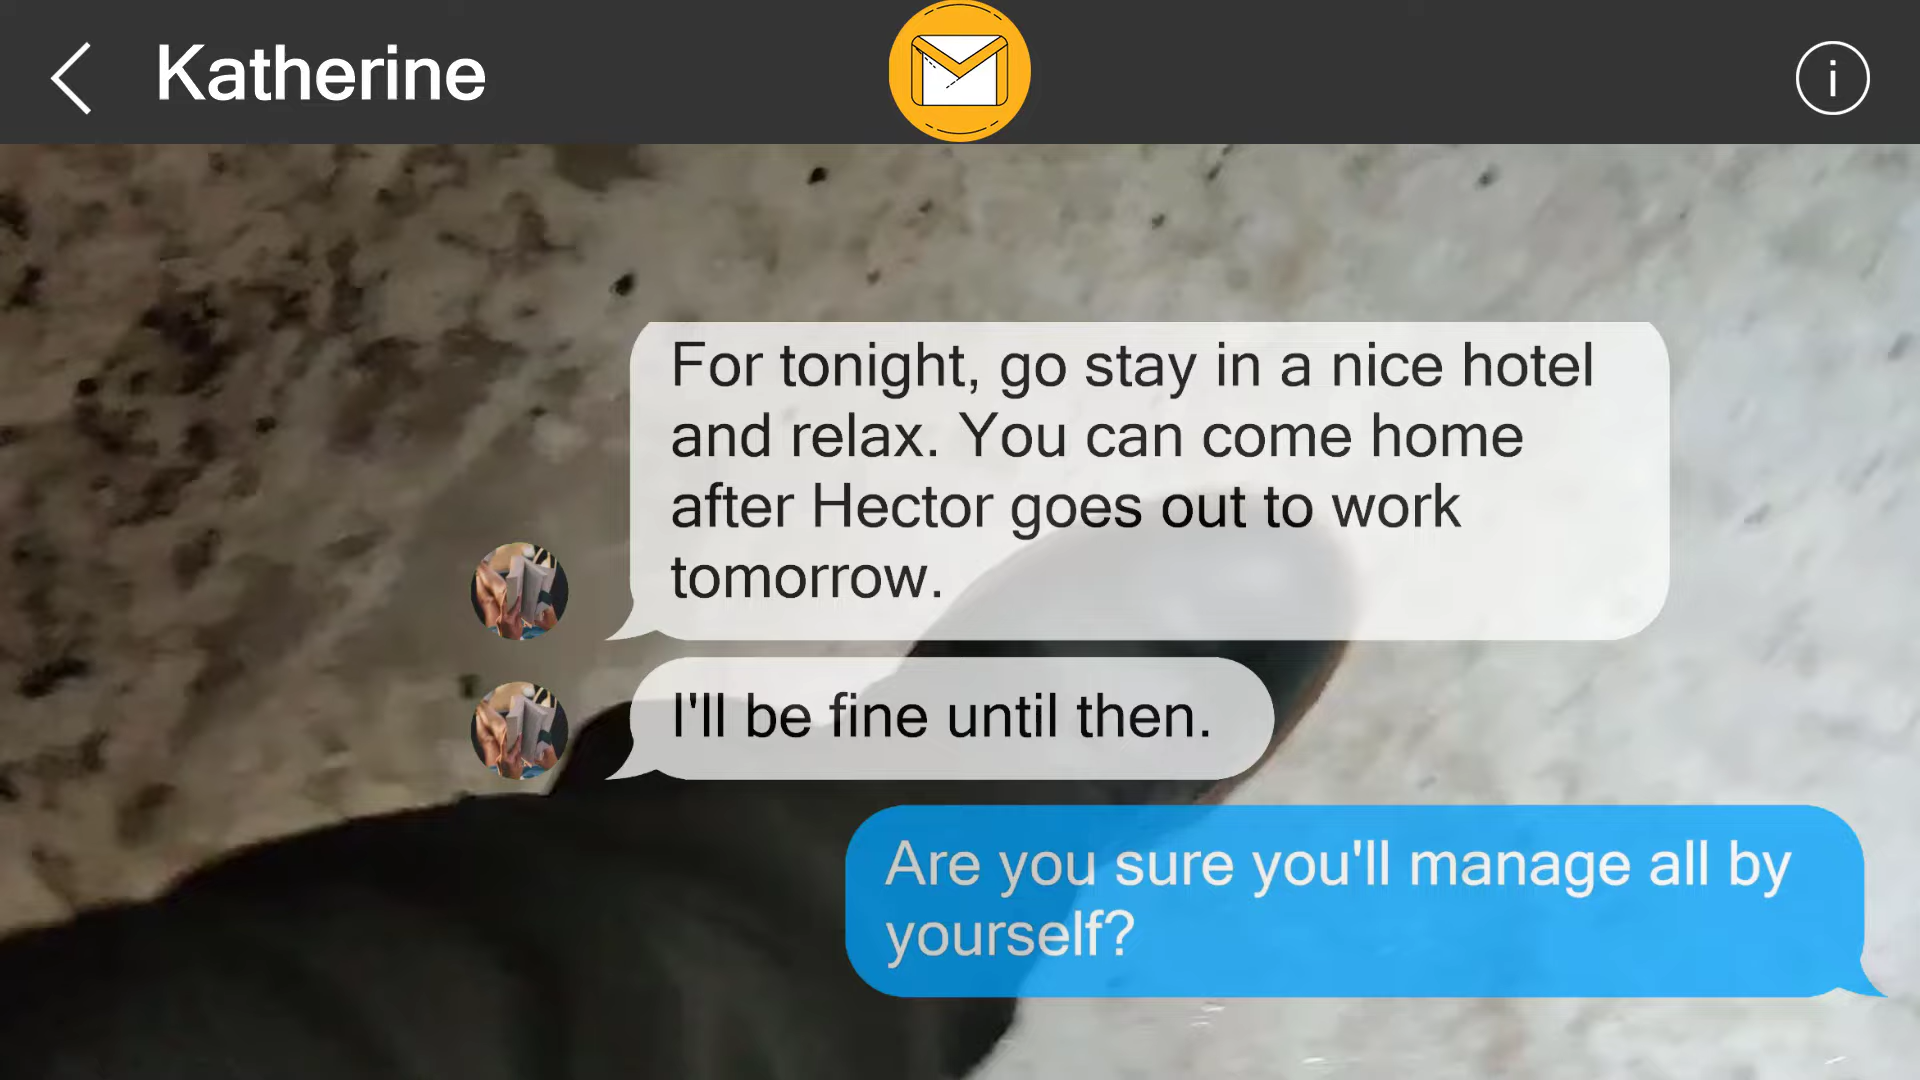 Katherine
i
For tonight, go stay in a nice hotel
and relax. You can come home
after Hector goes out to work
tomorrow.
I'll be fine until then.
Are you sure you'll manage all by
yourself?